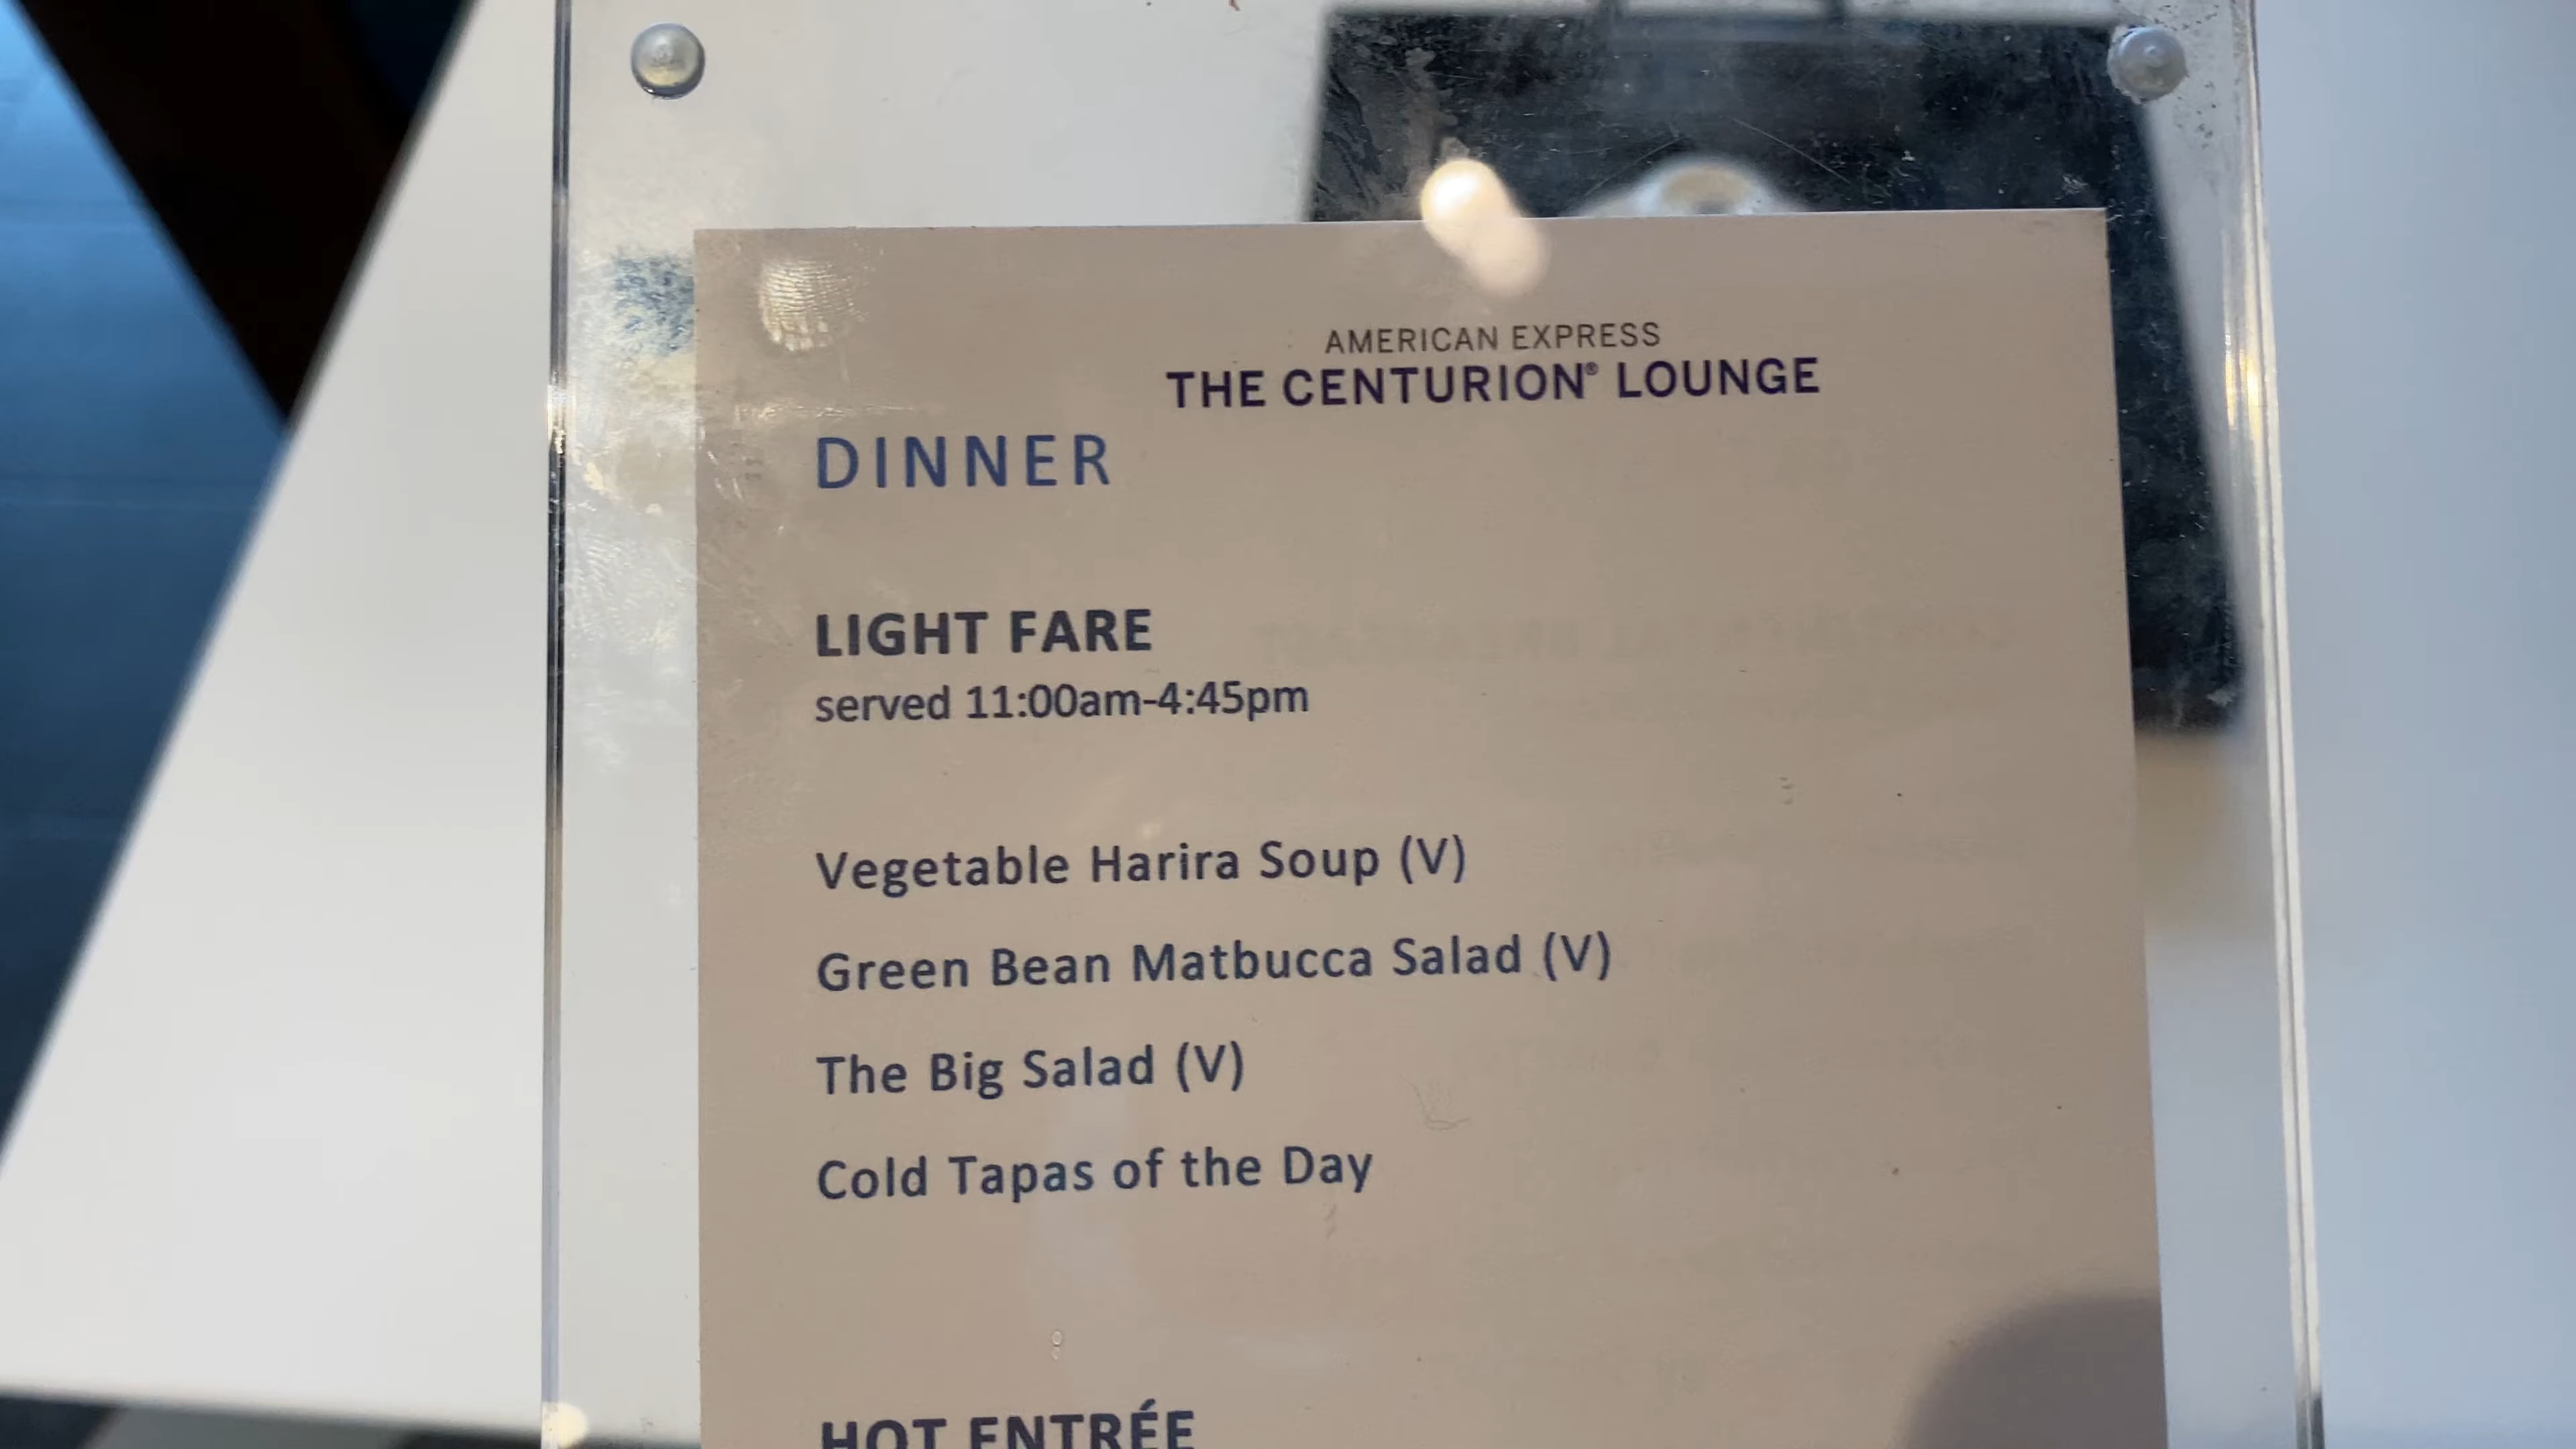 AMERICAN EXPRESS
THE CENTURION® LOUNGE
DINNER
LIGHT FARE
served 11:00am-4:45pm
Vegetable Harira Soup (V)
Green Bean Matbucca Salad (V)
The Big Salad (V)
Cold Tapas of the Day
HOT ENTRÉE